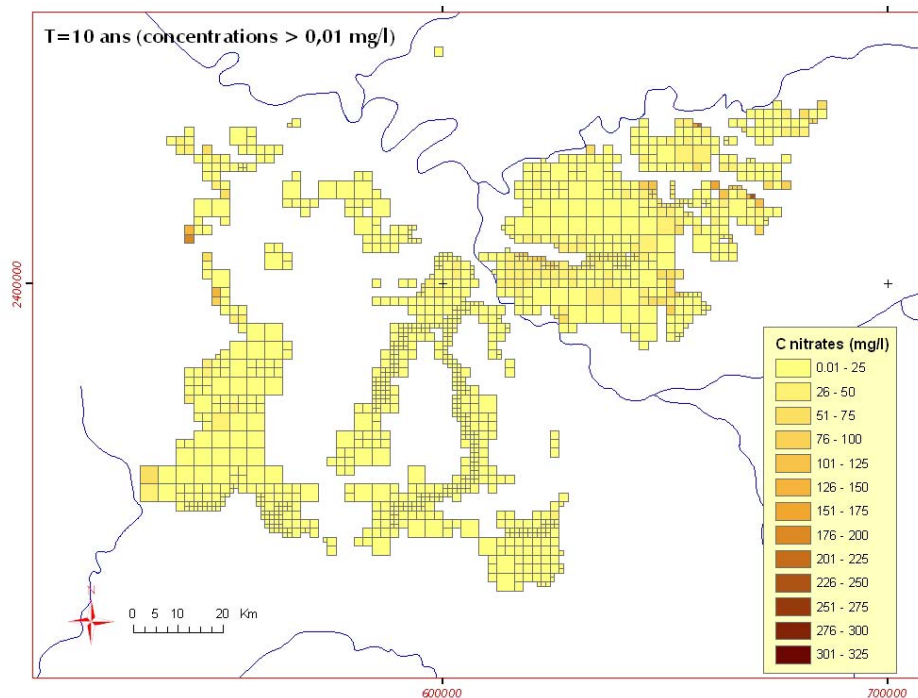 T=10 ans (concentrations > 0,01 mg/l)
2400000
2400000
C nitrates (mg/l)
0.01 - 25
26 - 50
51 - 75
76 - 100
101 - 125
126 - 150
151 - 175
176 - 200
201 - 225
226 - 250
251 - 275
276 - 300
301 - 325
N
0 5 10 20 Km
600000 700000